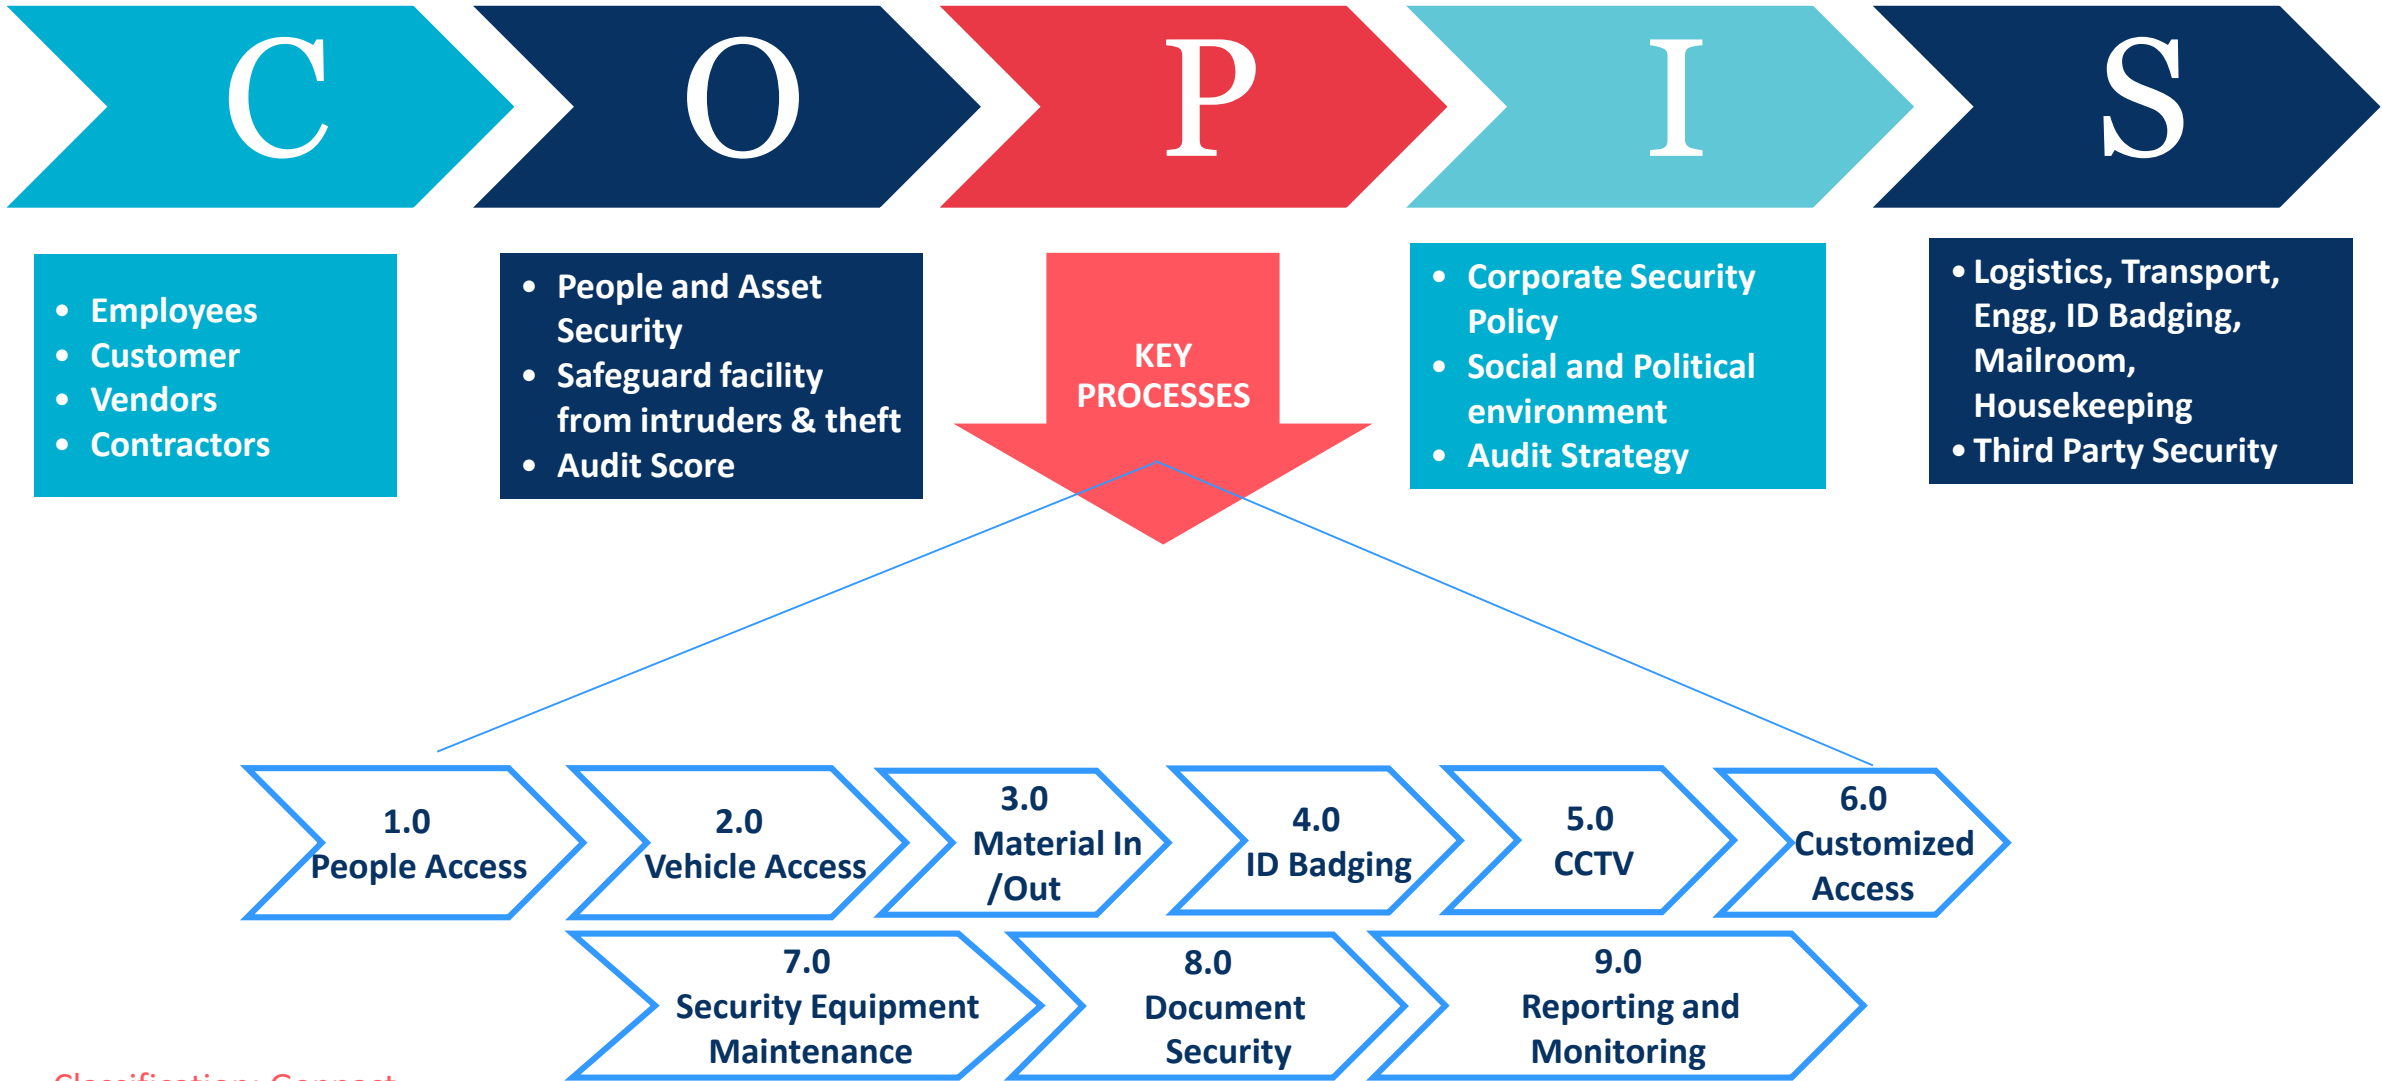 C
O
P
I
S
• Employees
• Customer
• Vendors
• Contractors
• People and Asset
Security
• Safeguard facility
from intruders & theft
• Audit Score
KEY
PROCESSES
• Corporate Security
Policy
• Social and Political
environment
• Audit Strategy
• Logistics, Transport,
Engg, ID Badging,
Mailroom,
Housekeeping
• Third Party Security
1.0
People Access
2.0
Vehicle Access
3.0
Material In
/Out
4.0
ID Badging
5.0
CCTV
6.0
Customized
Access
7.0
Security Equipment
Maintenance
8.0
Document
Security
9.0
Reporting and
Monitoring
Classification: Connect